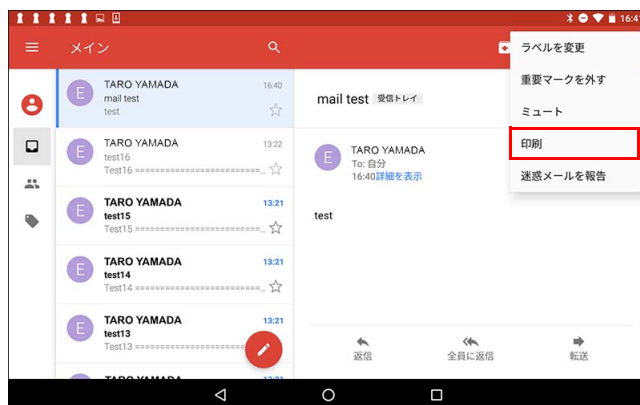 16:41
メイン
E
TARO YAMADA
16:40
mail test
test
E
TARO YAMADA
13:22
test16
Test16 =========================...
E
TARO YAMADA
13:21
test15
Test15 =========================...
E
TARO YAMADA
13:21
test14
Test14 =========================...
E
TARO YAMADA
13:21
test13
Test13
mail test 受信トレイ
E
TARO YAMADA
To: 自分
16:40詳細を表示
test
返信
全員に返信
転送
ラベルを変更
重要マークを外す
ミュート
印刷
迷惑メールを報告